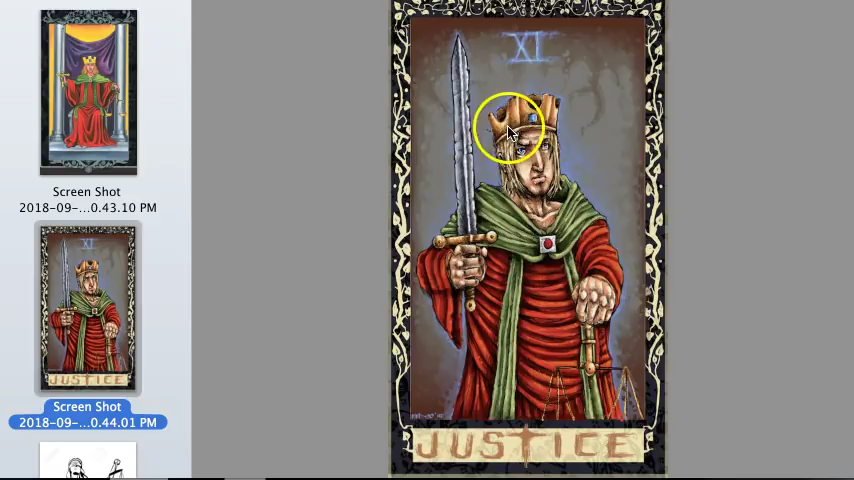 Screen Shot
2018-09-...0.43.10 PM
XI
JUSTICE
Screen Shot
2018-09-...0.44.01 PM
XI
JUSTICE